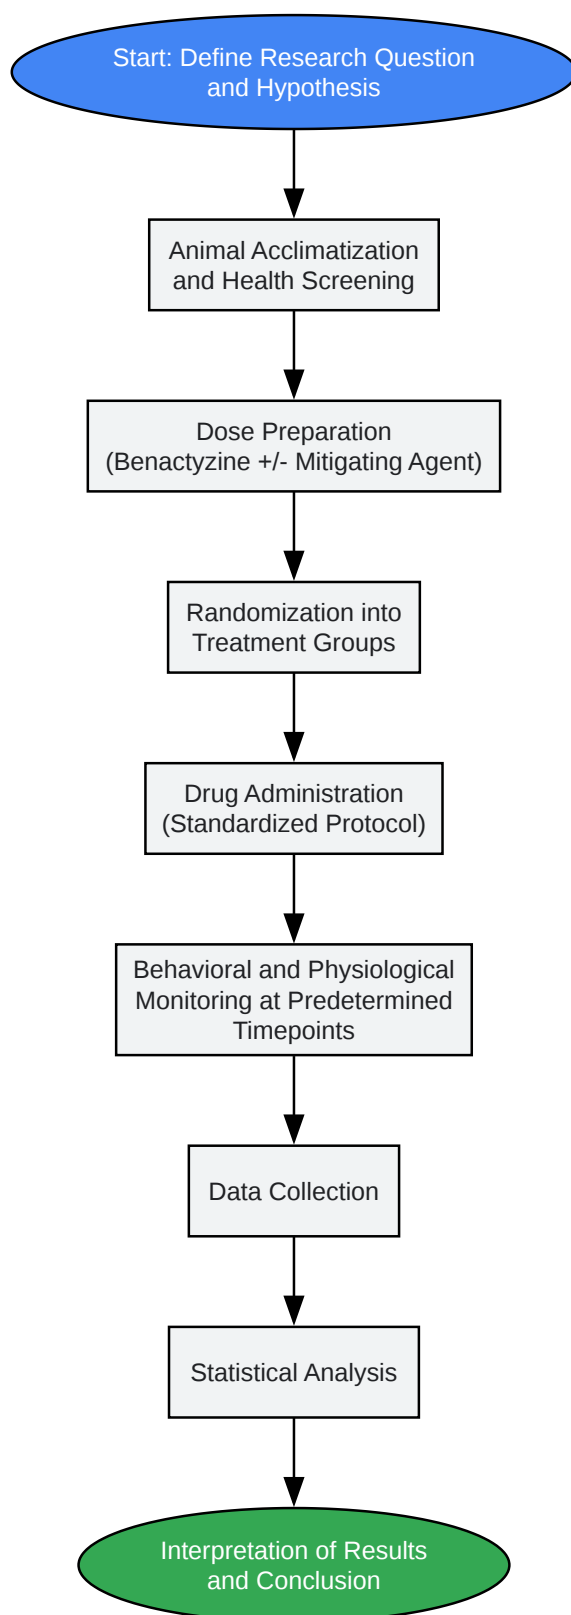 Start: Define Research Question
and Hypothesis
Animal Acclimatization
and Health Screening
Dose Preparation
(Benactyzine +/- Mitigating Agent)
Randomization into
Treatment Groups
Drug Administration
(Standardized Protocol)
Behavioral and Physiological
Monitoring at Predetermined
Timepoints
Data Collection
Statistical Analysis
Interpretation of Results
and Conclusion